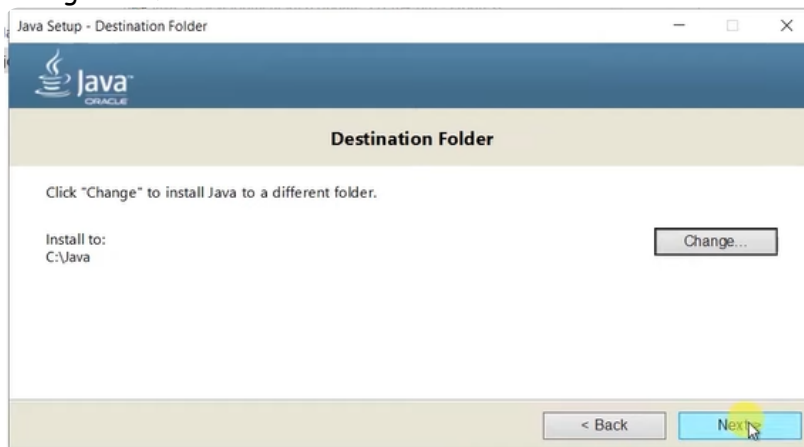 Java Setup - Destination Folder
Java
ORACLE
Destination Folder
Click "Change" to install Java to a different folder.
Install to:
C:\Java
Change...
< Back
Next >